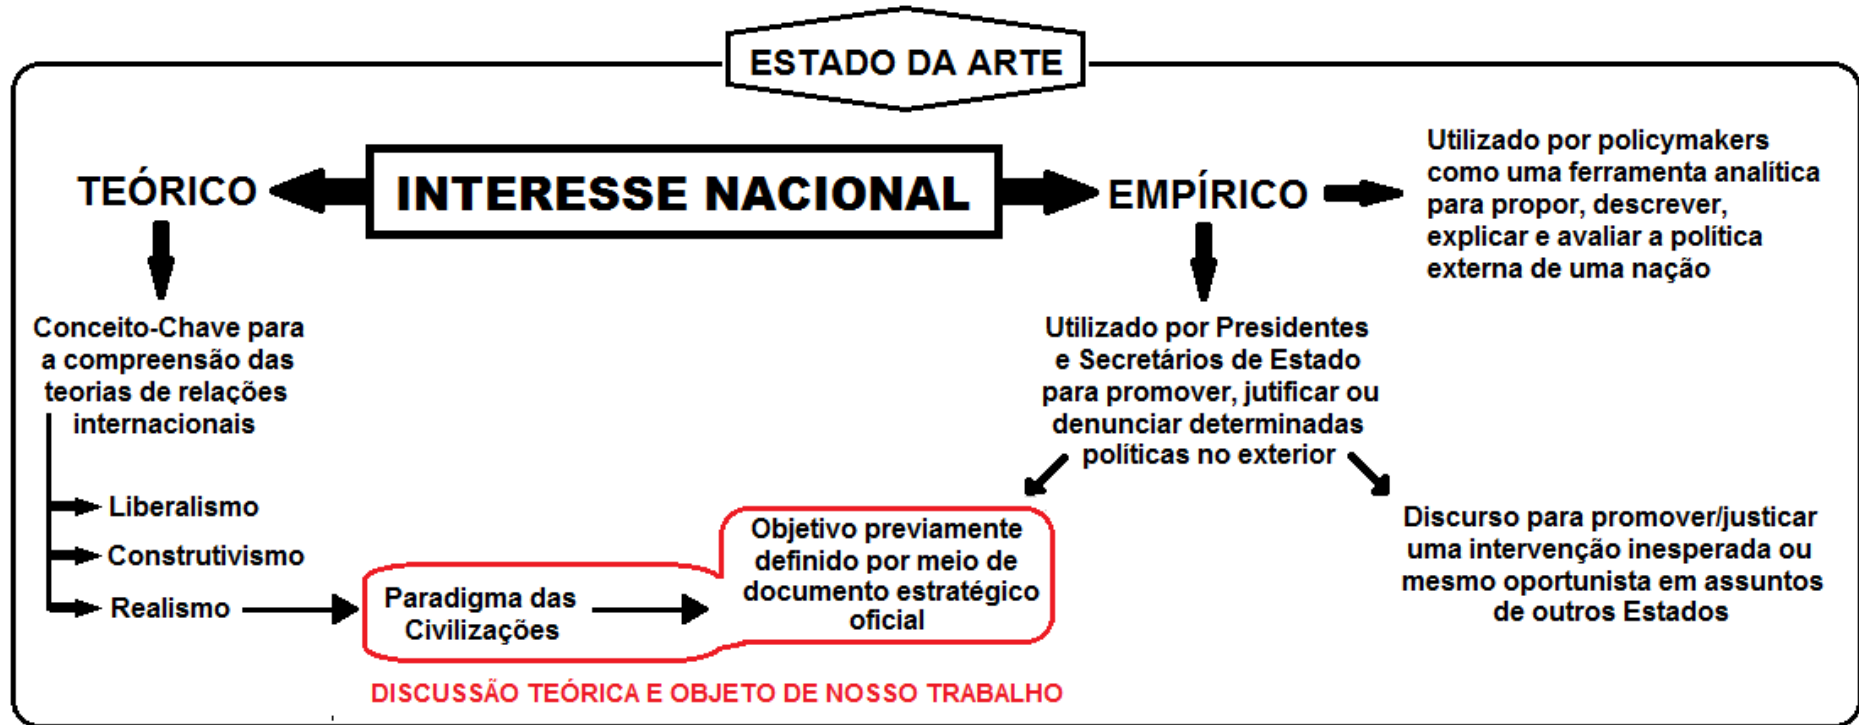 ESTADO DA ARTE
TEÓRICO
INTERESSE NACIONAL
EMPÍRICO
Utilizado por policymakers
como uma ferramenta analítica
para propor, descrever,
explicar e avaliar a política
externa de uma nação
Conceito-Chave para
a compreensão das
teorias de relações
internacionais
Liberalismo
Construtivismo
Realismo
Utilizado por Presidentes
e Secretários de Estado
para promover, jutificar ou
denunciar determinadas
políticas no exterior
Paradigma das
Civilizações
Objetivo previamente
definido por meio de
documento estratégico
oficial
Discurso para promover/justicar
uma intervenção inesperada ou
mesmo oportunista em assuntos
de outros Estados
DISCUSSÃO TEÓRICA E OBJETO DE NOSSO TRABALHO